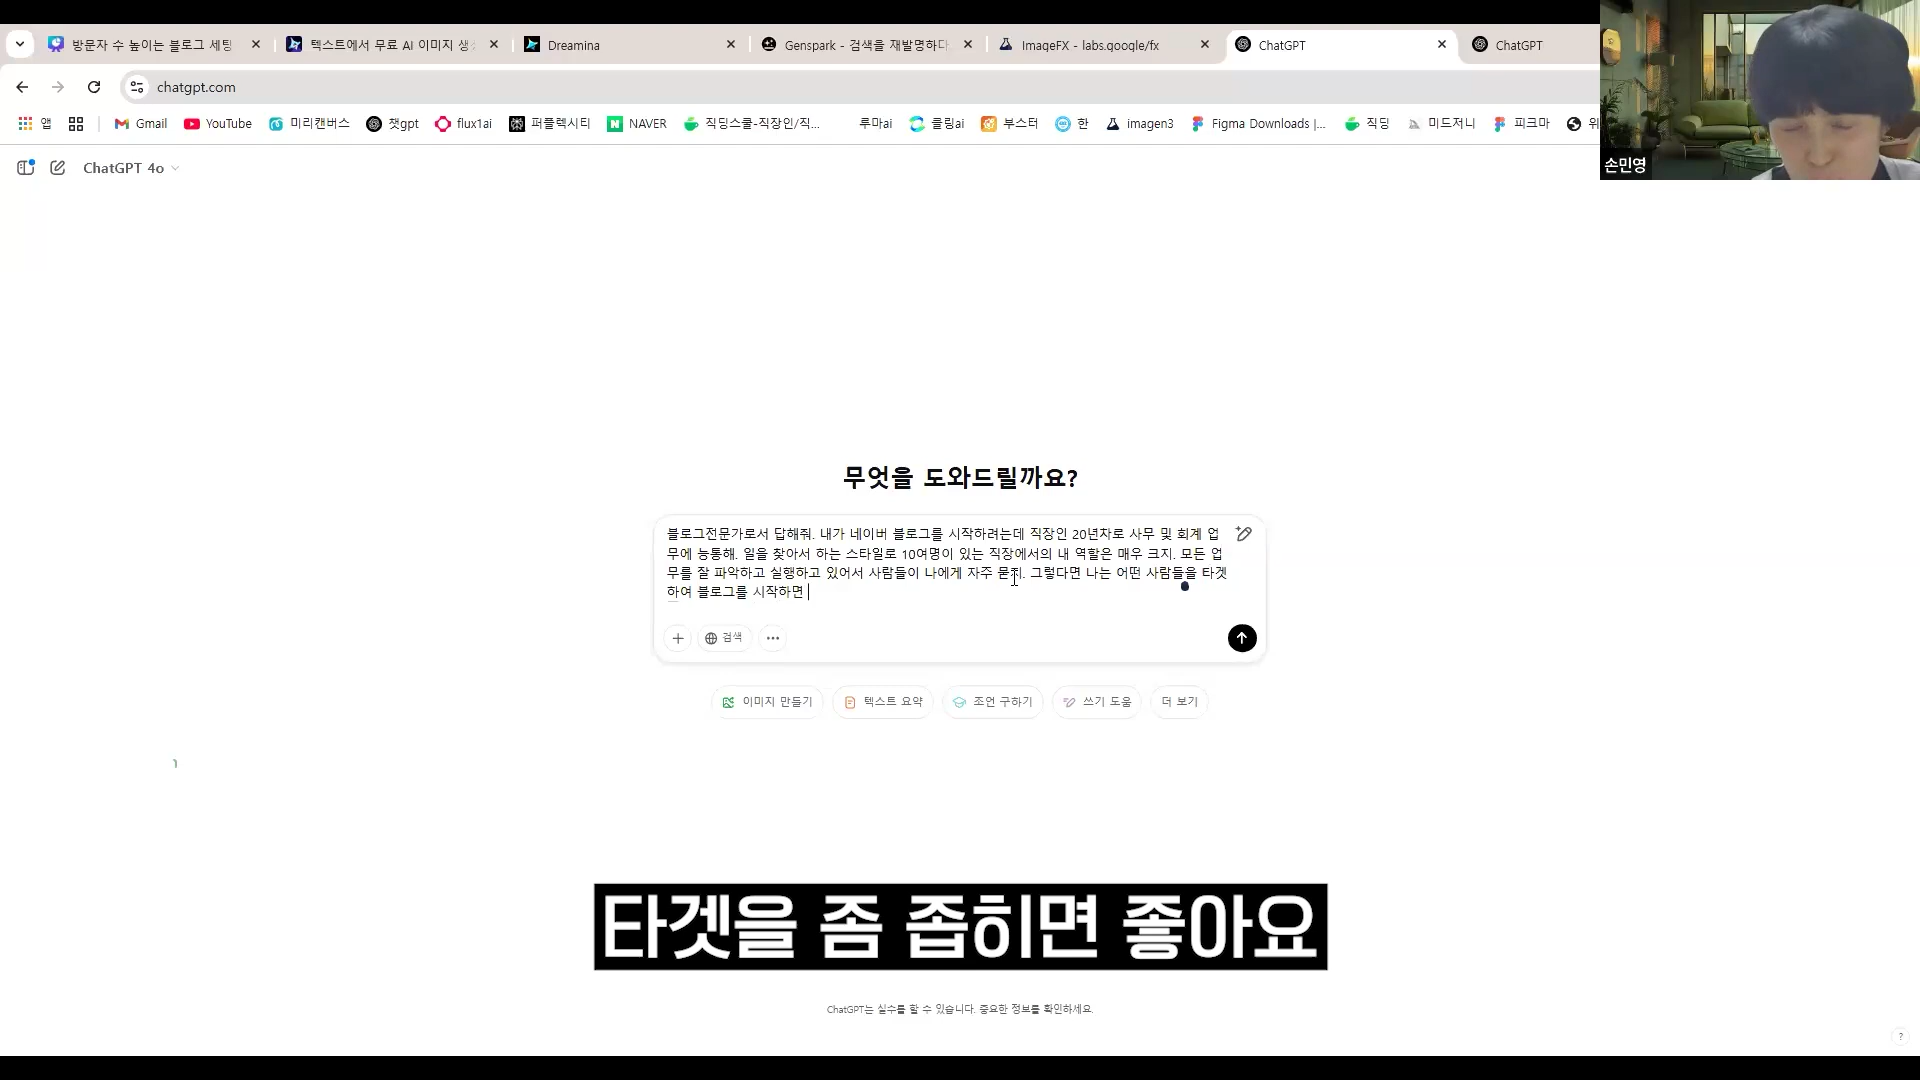 방문자 수 높이는 블로그 세팅
텍스트에서 무료 AI 이미지 생
Dreamina
Genspark - 검색을 재발명하다
ImageFX - labs.google/fx
ChatGPT
ChatGPT
chatgpt.com
앱
Gmail
YouTube
미리캔버스
챗gpt
flux1ai
퍼플렉시티
NAVER
직딩스쿨-직장인/직...
루마ai
클링ai
부스터
한
imagen3
Figma Downloads |...
직딩
미드저니
피크마
위
손민영
ChatGPT 4o
무엇을 도와드릴까요?
블로그전문가로서 답해줘. 내가 네이버 블로그를 시작하려는데 직장인 20년차로 사무 및 회계 업
무에 능통해. 일을 찾아서 하는 스타일로 10여명이 있는 직장에서의 내 역할은 매우 크지. 모든 업
무를 잘 파악하고 실행하고 있어서 사람들이 나에게 자주 묻지. 그렇다면 나는 어떤 사람들을 타겟
하여 블로그를 시작하면
검색
이미지 만들기
텍스트 요약
조언 구하기
쓰기 도움
더 보기
타겟을 좀 좁히면 좋아요
ChatGPT는 실수를 할 수 있습니다. 중요한 정보를 확인하세요.
?